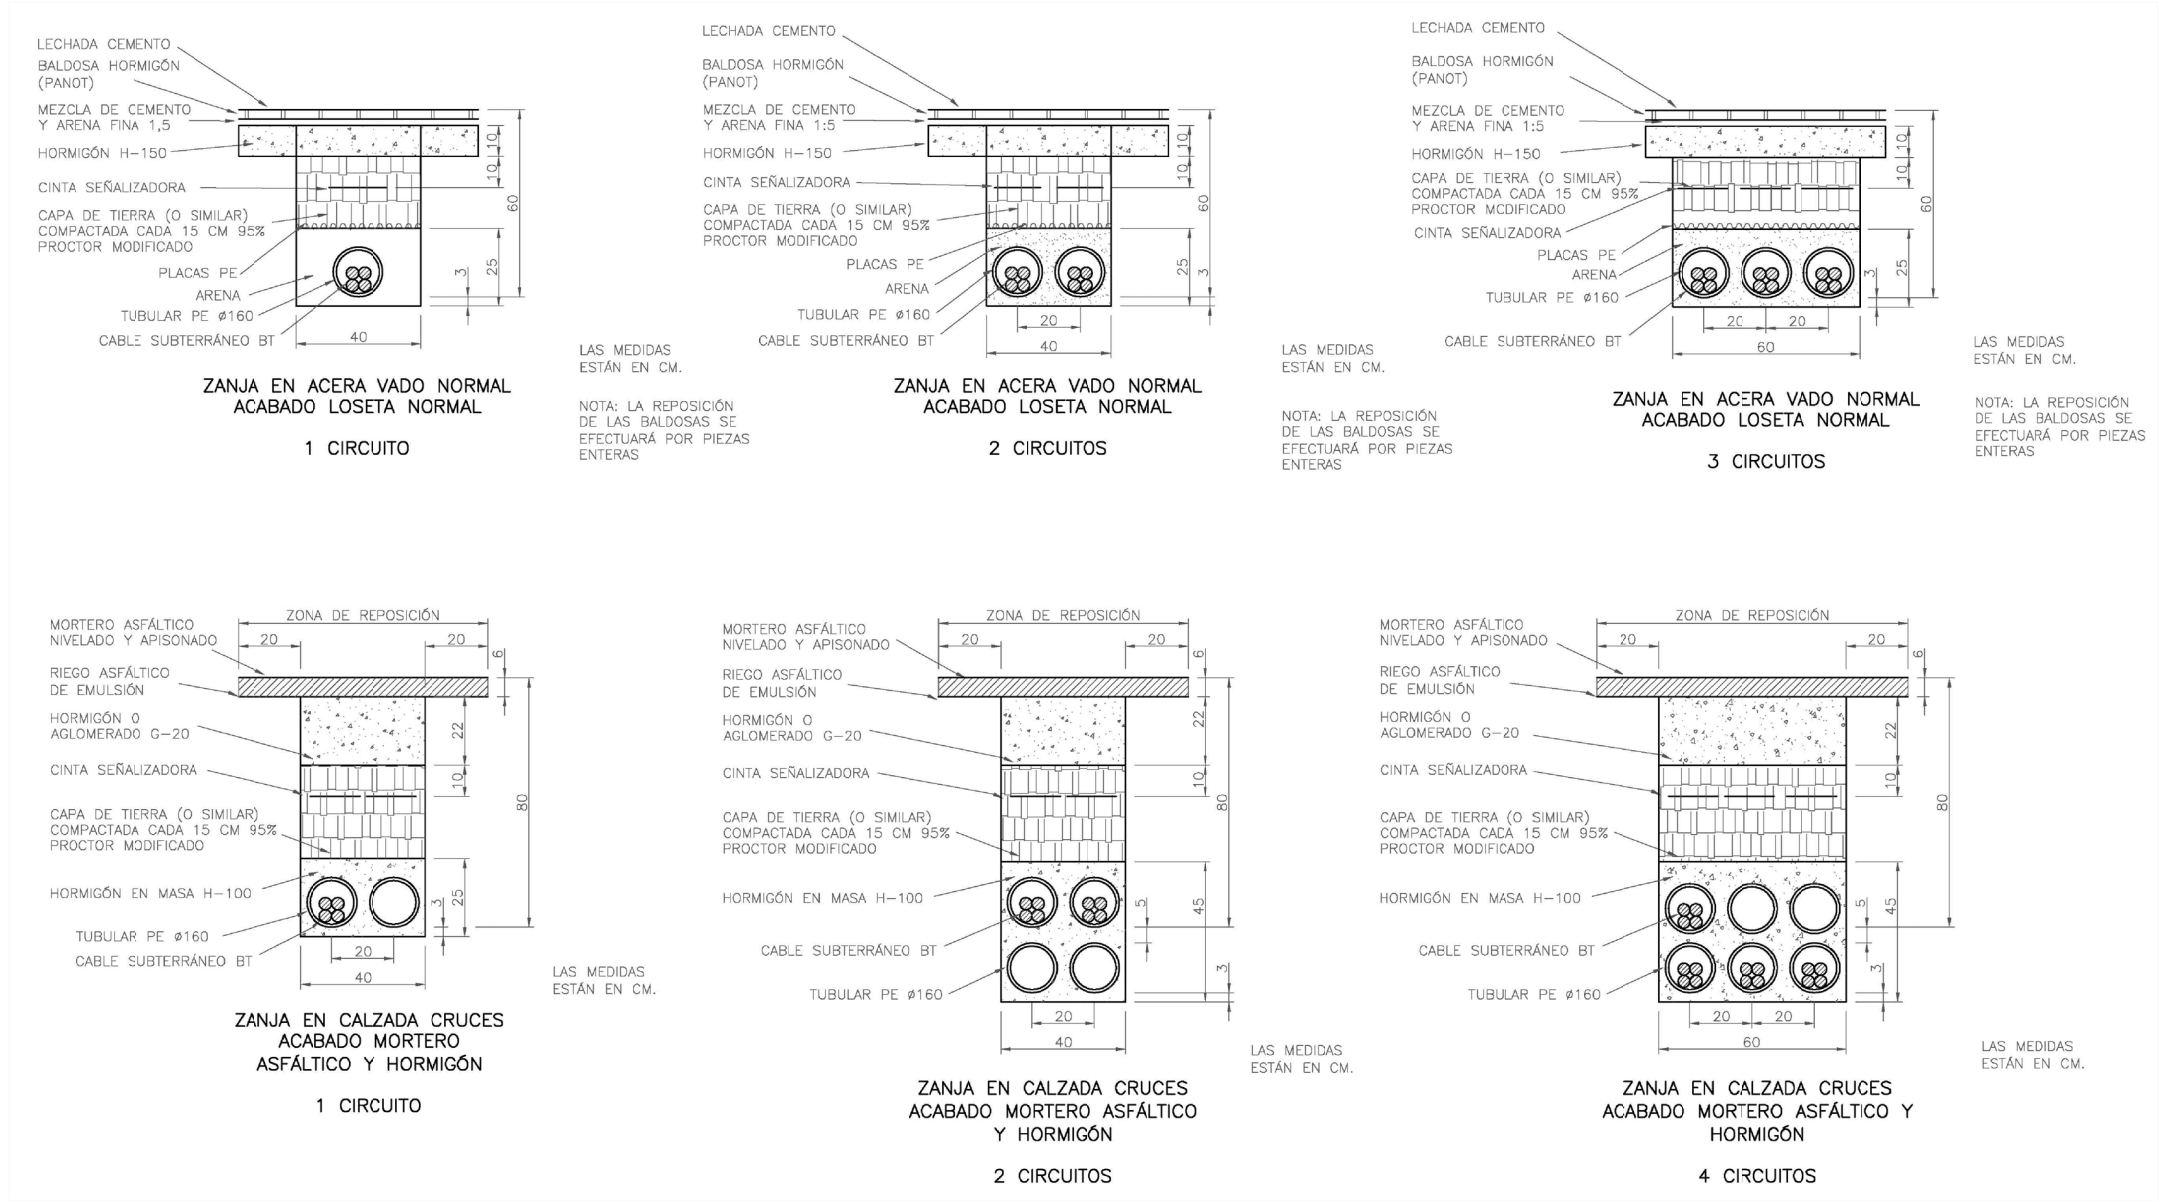 LECHADA CEMENTO
BALDOSA HORMIGÓN
(PANOT)
MEZCLA DE CEMENTO
Y ARENA FINA 1,5
HORMIGÓN H-150
CINTA SEÑALIZADORA
CAPA DE TIERRA (O SIMILAR)
COMPACTADA CADA 15 CM 95%
PROCTOR MODIFICADO
PLACAS PE
ARENA
TUBULAR PE ø160
CABLE SUBTERRÁNEO BT
10
10
60
25
3
40
LAS MEDIDAS
ESTÁN EN CM.
NOTA: LA REPOSICIÓN
DE LAS BALDOSAS SE
EFECTUARÁ POR PIEZAS
ENTERAS
ZANJA EN ACERA VADO NORMAL
ACABADO LOSETA NORMAL
1 CIRCUITO
LECHADA CEMENTO
BALDOSA HORMIGÓN
(PANOT)
MEZCLA DE CEMENTO
Y ARENA FINA 1:5
HORMIGÓN H-150
CINTA SEÑALIZADORA
CAPA DE TIERRA (O SIMILAR)
COMPACTADA CADA 15 CM 95%
PROCTOR MODIFICADO
PLACAS PE
ARENA
TUBULAR PE ø160
CABLE SUBTERRÁNEO BT
10
10
60
25
3
20
40
LAS MEDIDAS
ESTÁN EN CM.
NOTA: LA REPOSICIÓN
DE LAS BALDOSAS SE
EFECTUARÁ POR PIEZAS
ENTERAS
ZANJA EN ACERA VADO NORMAL
ACABADO LOSETA NORMAL
2 CIRCUITOS
LECHADA CEMENTO
BALDOSA HORMIGÓN
(PANOT)
MEZCLA DE CEMENTO
Y ARENA FINA 1:5
HORMIGÓN H-150
CAPA DE TIERRA (O SIMILAR)
COMPACTADA CADA 15 CM 95%
PROCTOR MODIFICADO
CINTA SEÑALIZADORA
PLACAS PE
ARENA
TUBULAR PE ø160
CABLE SUBTERRÁNEO BT
10
10
60
3
25
20
20
60
LAS MEDIDAS
ESTÁN EN CM.
NOTA: LA REPOSICIÓN
DE LAS BALDOSAS SE
EFECTUARÁ POR PIEZAS
ENTERAS
ZANJA EN ACERA VADO NORMAL
ACABADO LOSETA NORMAL
3 CIRCUITOS
ZONA DE REPOSICIÓN
20
20
6
MORTERO ASFÁLTICO
NIVELADO Y APISONADO
RIEGO ASFÁLTICO
DE EMULSIÓN
HORMIGÓN O
AGLOMERADO G-20
CINTA SEÑALIZADORA
CAPA DE TIERRA (O SIMILAR)
COMPACTADA CADA 15 CM 95%
PROCTOR MODIFICADO
HORMIGÓN EN MASA H-100
TUBULAR PE ø160
CABLE SUBTERRÁNEO BT
22
10
80
25
3
20
40
LAS MEDIDAS
ESTÁN EN CM.
ZANJA EN CALZADA CRUCES
ACABADO MORTERO
ASFÁLTICO Y HORMIGÓN
1 CIRCUITO
ZONA DE REPOSICIÓN
20
20
6
MORTERO ASFÁLTICO
NIVELADO Y APISONADO
RIEGO ASFÁLTICO
DE EMULSIÓN
HORMIGÓN O
AGLOMERADO G-20
CINTA SEÑALIZADORA
CAPA DE TIERRA (O SIMILAR)
COMPACTADA CADA 15 CM 95%
PROCTOR MODIFICADO
HORMIGÓN EN MASA H-100
CABLE SUBTERRÁNEO BT
TUBULAR PE ø160
22
10
80
5
45
3
20
40
LAS MEDIDAS
ESTÁN EN CM.
ZANJA EN CALZADA CRUCES
ACABADO MORTERO ASFÁLTICO
Y HORMIGÓN
2 CIRCUITOS
ZONA DE REPOSICIÓN
20
20
6
MORTERO ASFÁLTICO
NIVELADO Y APISONADO
RIEGO ASFÁLTICO
DE EMULSIÓN
HORMIGÓN O
AGLOMERADO G-20
CINTA SEÑALIZADORA
CAPA DE TIERRA (O SIMILAR)
COMPACTADA CADA 15 CM 95%
PROCTOR MODIFICADO
HORMIGÓN EN MASA H-100
CABLE SUBTERRÁNEO BT
TUBULAR PE ø160
22
10
80
5
45
3
20
20
60
LAS MEDIDAS
ESTÁN EN CM.
ZANJA EN CALZADA CRUCES
ACABADO MORTERO ASFÁLTICO Y
HORMIGÓN
4 CIRCUITOS